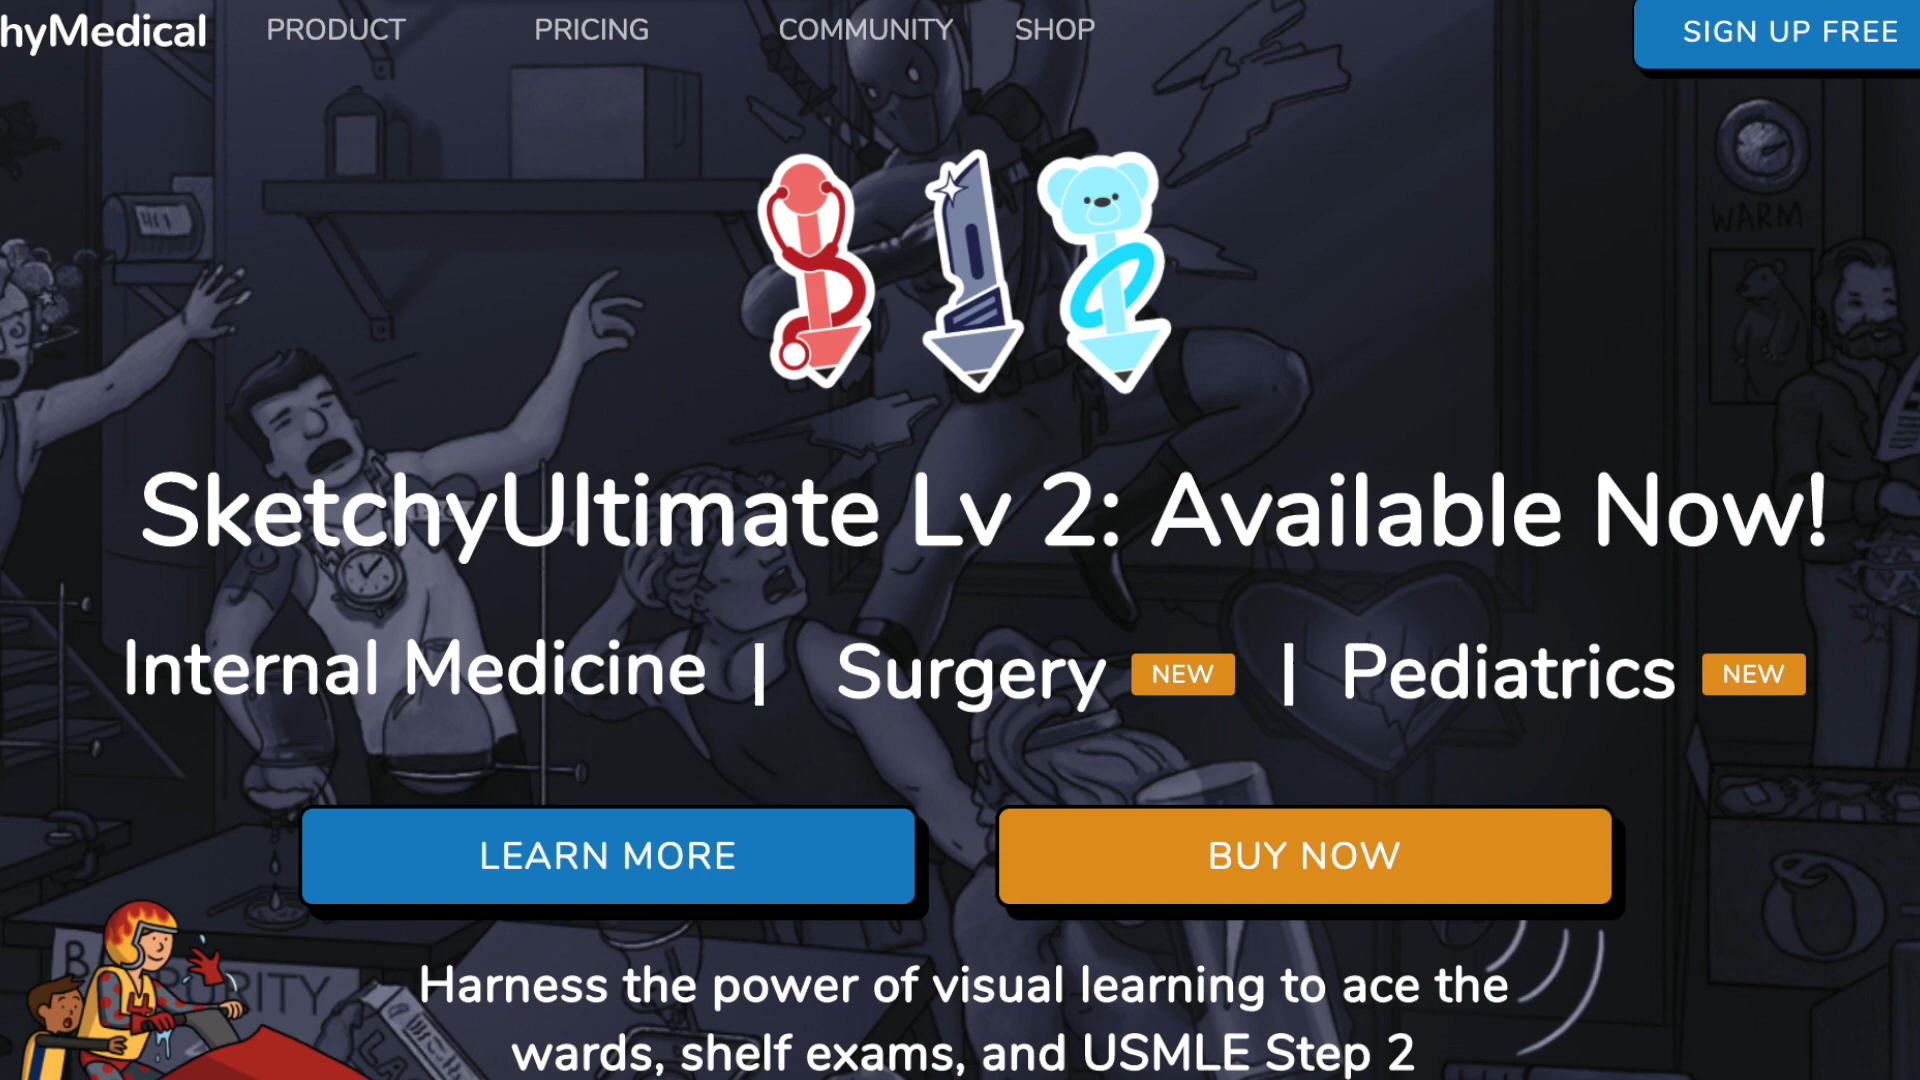 hyMedical PRODUCT PRICING COMMUNITY SHOP SIGN UP FREE
WARM
SketchyUltimate Lv 2: Available Now!
Internal Medicine | Surgery NEW | Pediatrics NEW
LEARN MORE BUY NOW
Harness the power of visual learning to ace the
wards, shelf exams, and USMLE Step 2